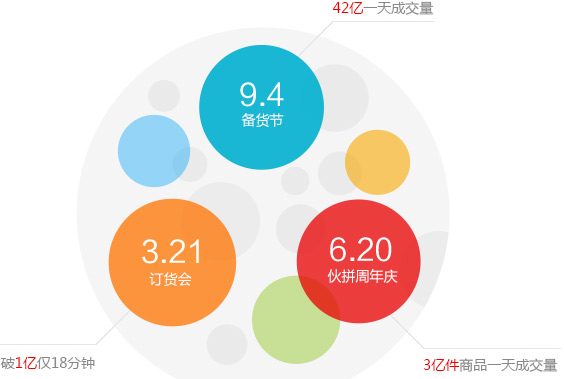 42亿一天成交量
9.4
备货节
3.21
订货会
6.20
伙拼周年庆
破1亿仅18分钟
3亿件商品一天成交量